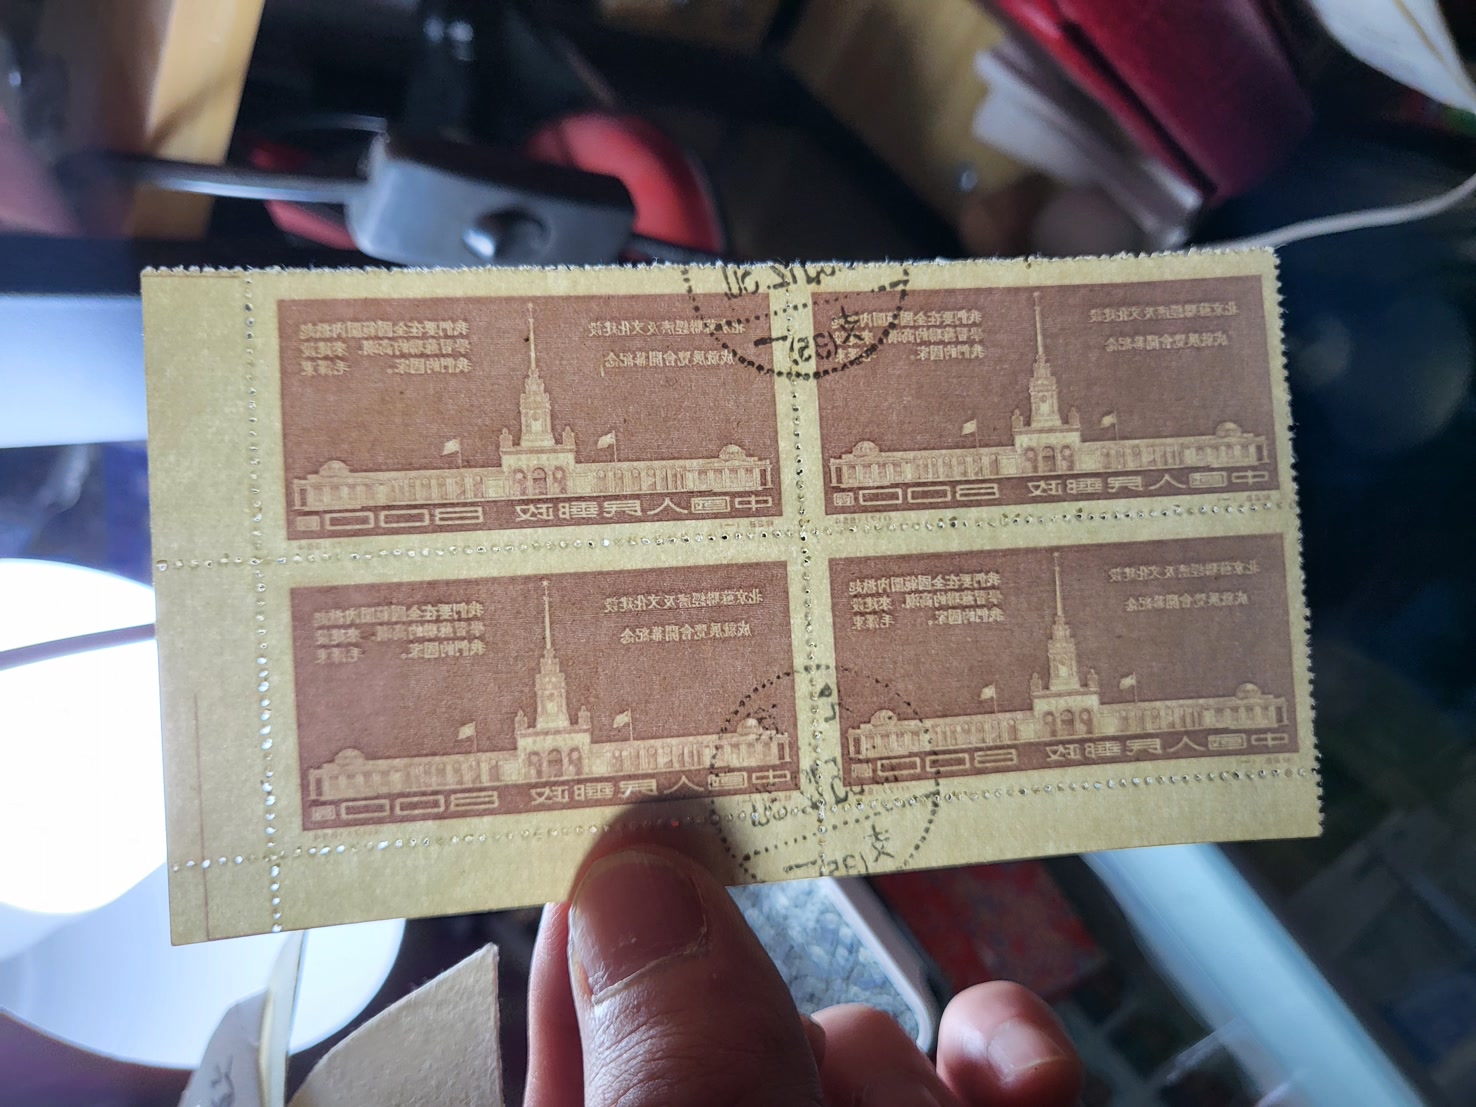 北京蘇聯經濟及文化建設
成就展覽會開幕紀念
我們要在全國範圍內掀起
學習蘇聯的高潮，來建設
我們的國家。 毛澤東
中國人民郵政 800圓
北京蘇聯經濟及文化建設
成就展覽會開幕紀念
我們要在全國範圍內掀起
學習蘇聯的高潮，來建設
我們的國家。 毛澤東
中國人民郵政 800圓
北京蘇聯經濟及文化建設
成就展覽會開幕紀念
我們要在全國範圍內掀起
學習蘇聯的高潮，來建設
我們的國家。 毛澤東
中國人民郵政 800圓
北京蘇聯經濟及文化建設
成就展覽會開幕紀念
我們要在全國範圍內掀起
學習蘇聯的高潮，來建設
我們的國家。 毛澤東
中國人民郵政 800圓